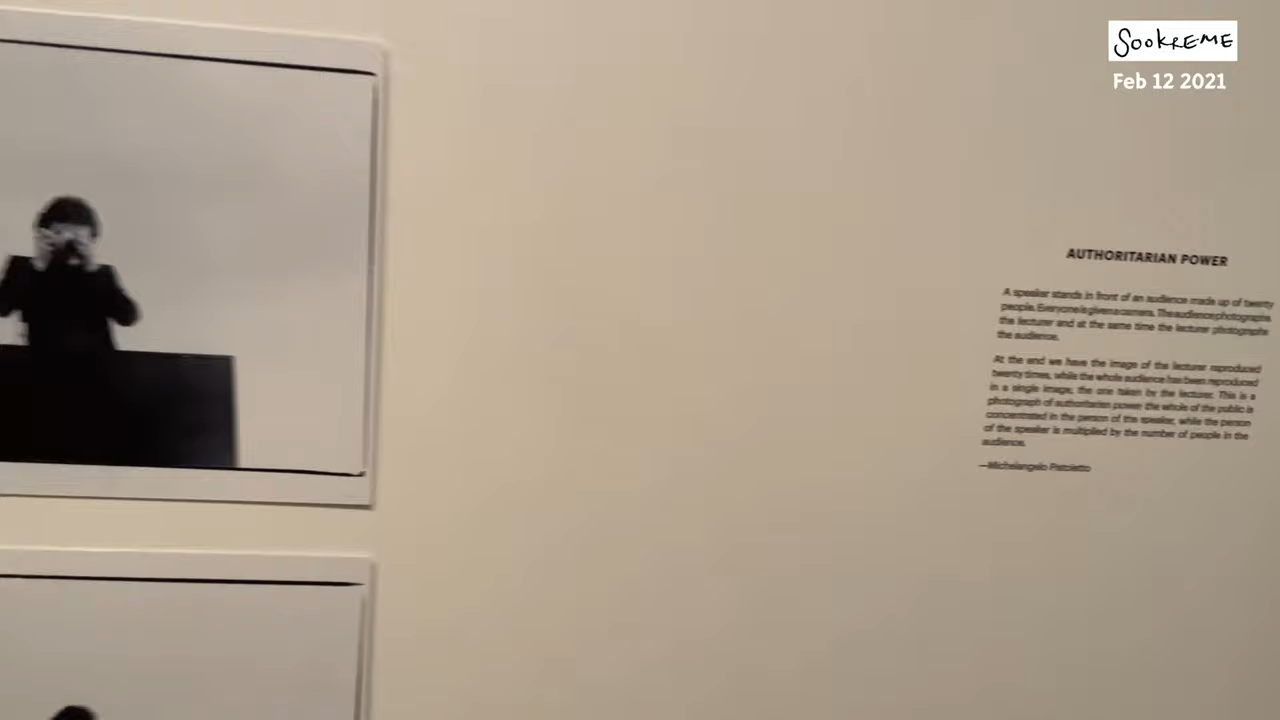 SOOKREME
Feb 12 2021
AUTHORITARIAN POWER
A speaker stands in front of an audience made up of twenty
people. Everyone is given a camera. The audience photographs
the lecturer and at the same time the lecturer photographs
the audience.
At the end we have the image of the lecturer reproduced
twenty times, while the whole audience has been reproduced
in a single image, the one taken by the lecturer. This is a
photograph of authoritarian power: the whole of the public is
concentrated in the person of the speaker, while the person
of the speaker is multiplied by the number of people in the
audience.
—Michelangelo Pistoletto